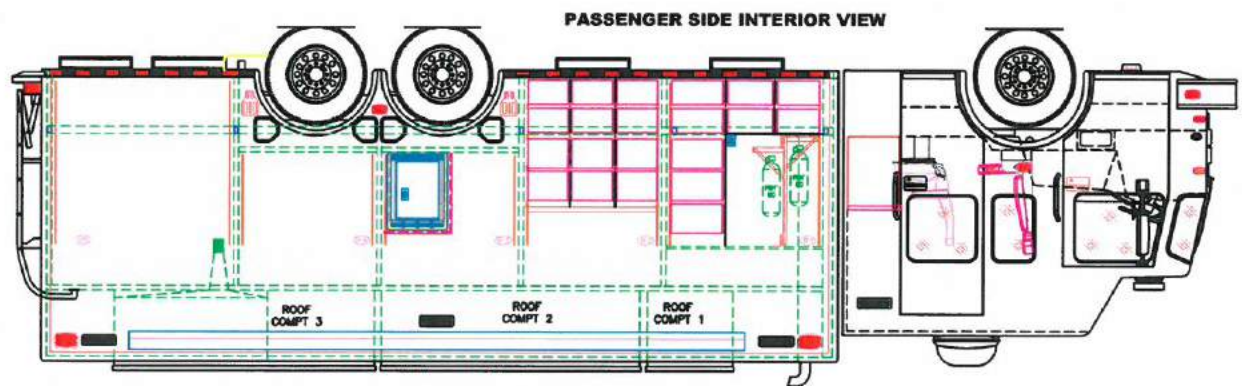 PASSENGER SIDE INTERIOR VIEW
ROOF
COMPT 3
ROOF
COMPT 2
ROOF
COMPT 1